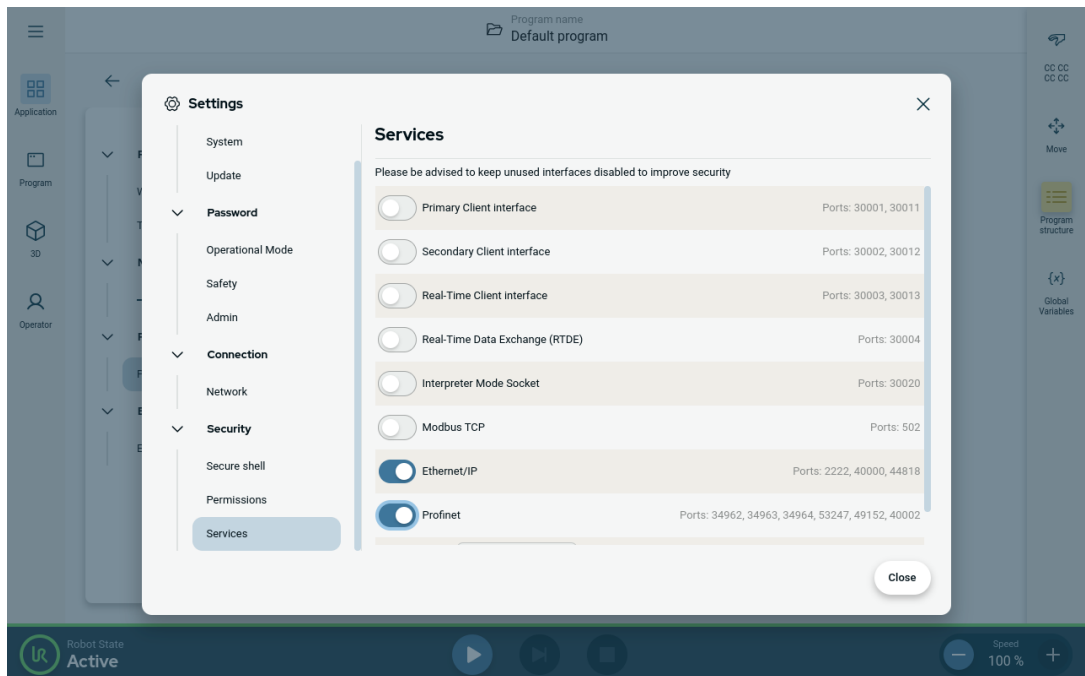 Program name
Default program
Application
Program
3D
Operator
Settings
System
Update
Password
Operational Mode
Safety
Admin
Connection
Network
Security
Secure shell
Permissions
Services
Services
Please be advised to keep unused interfaces disabled to improve security
Primary Client interface Ports: 30001, 30011
Secondary Client interface Ports: 30002, 30012
Real-Time Client interface Ports: 30003, 30013
Real-Time Data Exchange (RTDE) Ports: 30004
Interpreter Mode Socket Ports: 30020
Modbus TCP Ports: 502
Ethernet/IP Ports: 2222, 40000, 44818
Profinet Ports: 34962, 34963, 34964, 53247, 49152, 40002
Close
CC CC
CC CC
Move
Program
structure
{x}
Global
Variables
UR
Robot State
Active
Speed
100 %